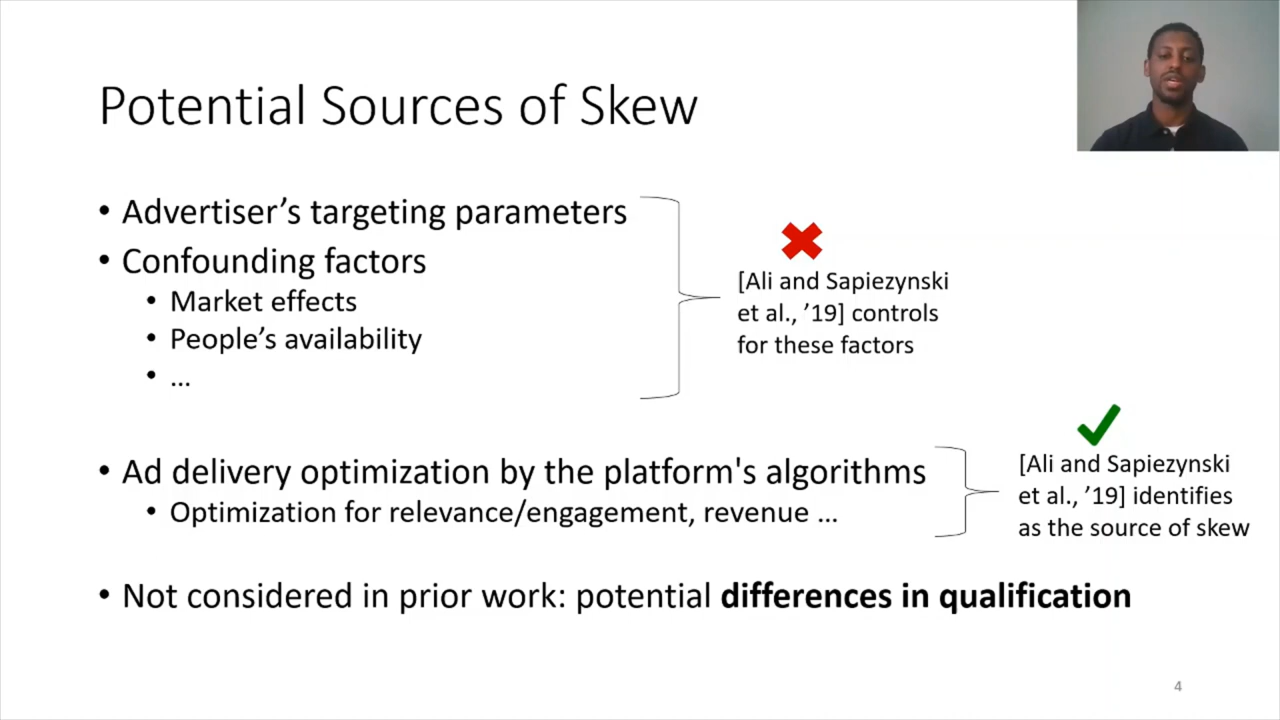 Potential Sources of Skew
• Advertiser’s targeting parameters
• Confounding factors
• Market effects
• People’s availability
• ...
[Ali and Sapiezynski
et al., ’19] controls
for these factors
• Ad delivery optimization by the platform's algorithms
• Optimization for relevance/engagement, revenue ...
[Ali and Sapiezynski
et al., ’19] identifies
as the source of skew
• Not considered in prior work: potential differences in qualification
4